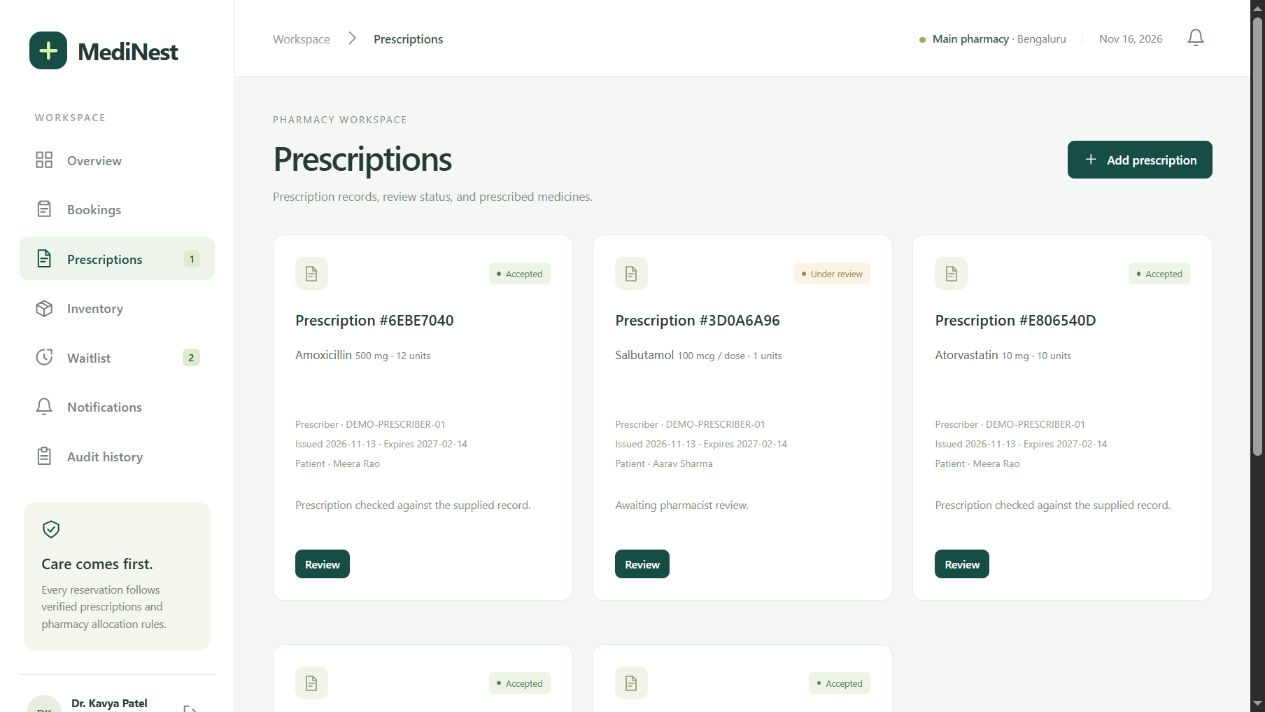 MediNest
WORKSPACE
Overview
Bookings
Prescriptions 1
Inventory
Waitlist 2
Notifications
Audit history
Care comes first.
Every reservation follows
verified prescriptions and
pharmacy allocation rules.
Dr. Kavya Patel
Workspace > Prescriptions
Main pharmacy · Bengaluru
Nov 16, 2026
PHARMACY WORKSPACE
Prescriptions
Prescription records, review status, and prescribed medicines.
+ Add prescription
Accepted
Prescription #6EBE7040
Amoxicillin 500 mg · 12 units
Prescriber · DEMO-PRESCRIBER-01
Issued 2026-11-13 · Expires 2027-02-14
Patient · Meera Rao
Prescription checked against the supplied record.
Review
Under review
Prescription #3D0A6A96
Salbutamol 100 mcg / dose · 1 units
Prescriber · DEMO-PRESCRIBER-01
Issued 2026-11-13 · Expires 2027-02-14
Patient · Aarav Sharma
Awaiting pharmacist review.
Review
Accepted
Prescription #E806540D
Atorvastatin 10 mg · 10 units
Prescriber · DEMO-PRESCRIBER-01
Issued 2026-11-13 · Expires 2027-02-14
Patient · Meera Rao
Prescription checked against the supplied record.
Review
Accepted
Accepted